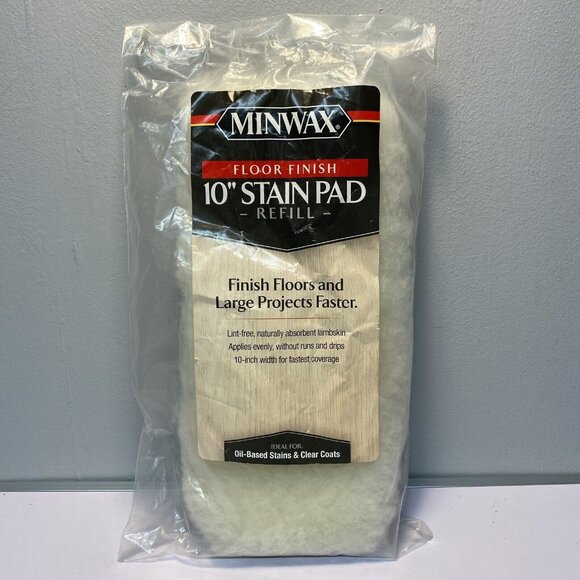 MINWAX®
FLOOR FINISH
10" STAIN PAD
- REFILL -
Finish Floors and
Large Projects Faster.
Lint-free, naturally absorbent lambskin
Applies evenly, without runs and drips
10-inch width for fastest coverage
IDEAL FOR:
Oil-Based Stains & Clear Coats